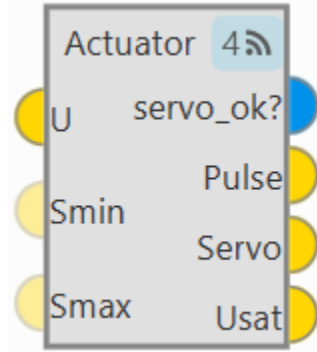 Actuator 4
servo_ok?
U
Pulse
Smin
Servo
Smax
Usat